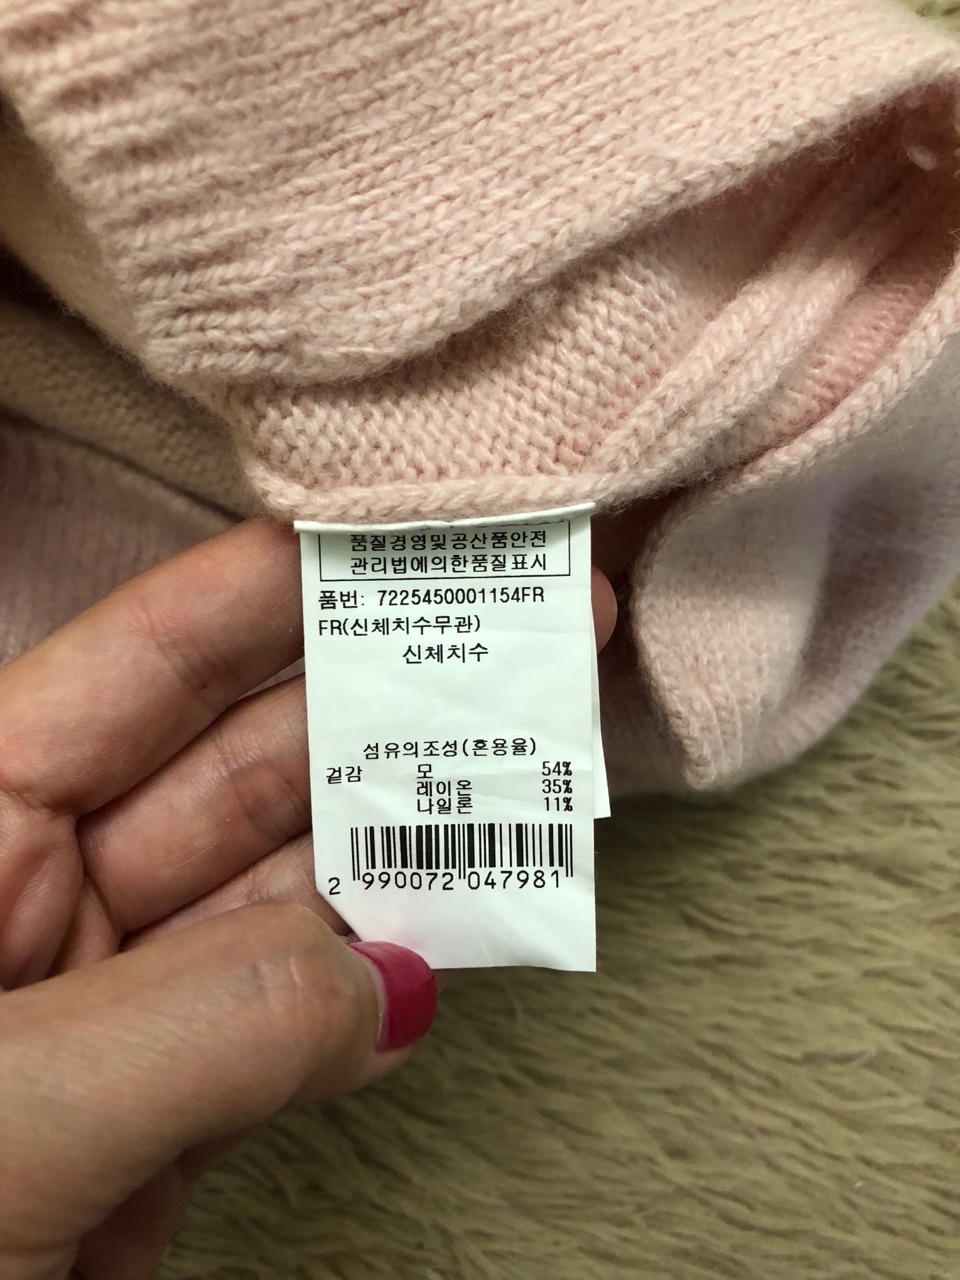 품질경영및공산품안전
관리법에의한품질표시
품번: 7225450001154FR
FR(신체치수무관)
신체치수
섬유의조성(혼용율)
겉감 모 54%
레이온 35%
나일론 11%
2 990072 047981